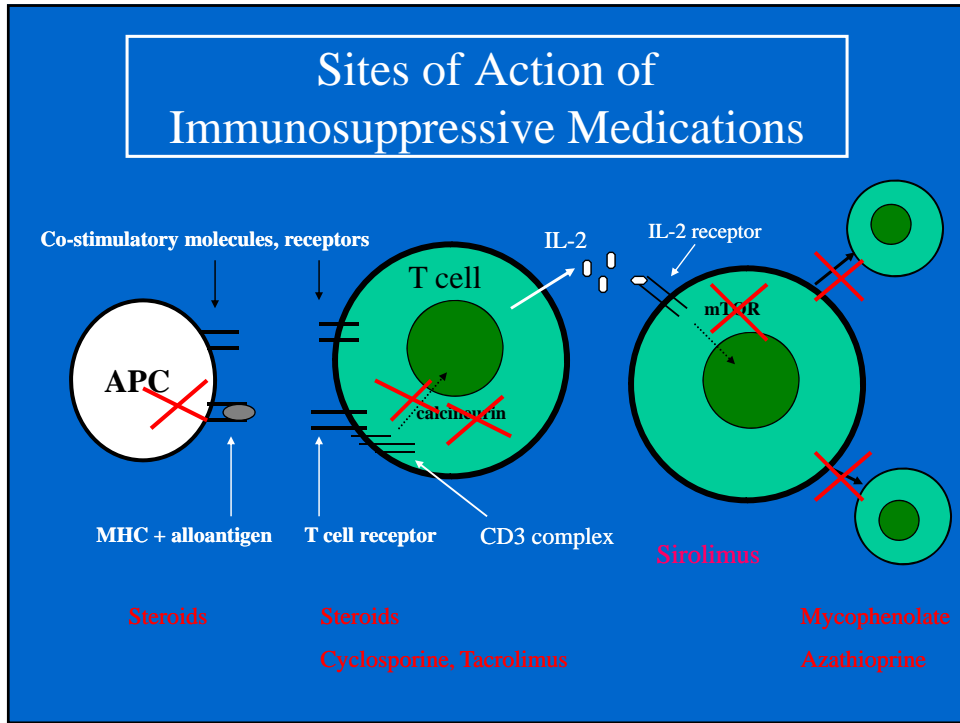 Sites of Action of
Immunosuppressive Medications
Co-stimulatory molecules, receptors
IL-2
IL-2 receptor
T cell
mTOR
APC
calcineurin
MHC + alloantigen
T cell receptor
CD3 complex
Sirolimus
Steroids
Steroids
Mycophenolate
Cyclosporine, Tacrolimus
Azathioprine